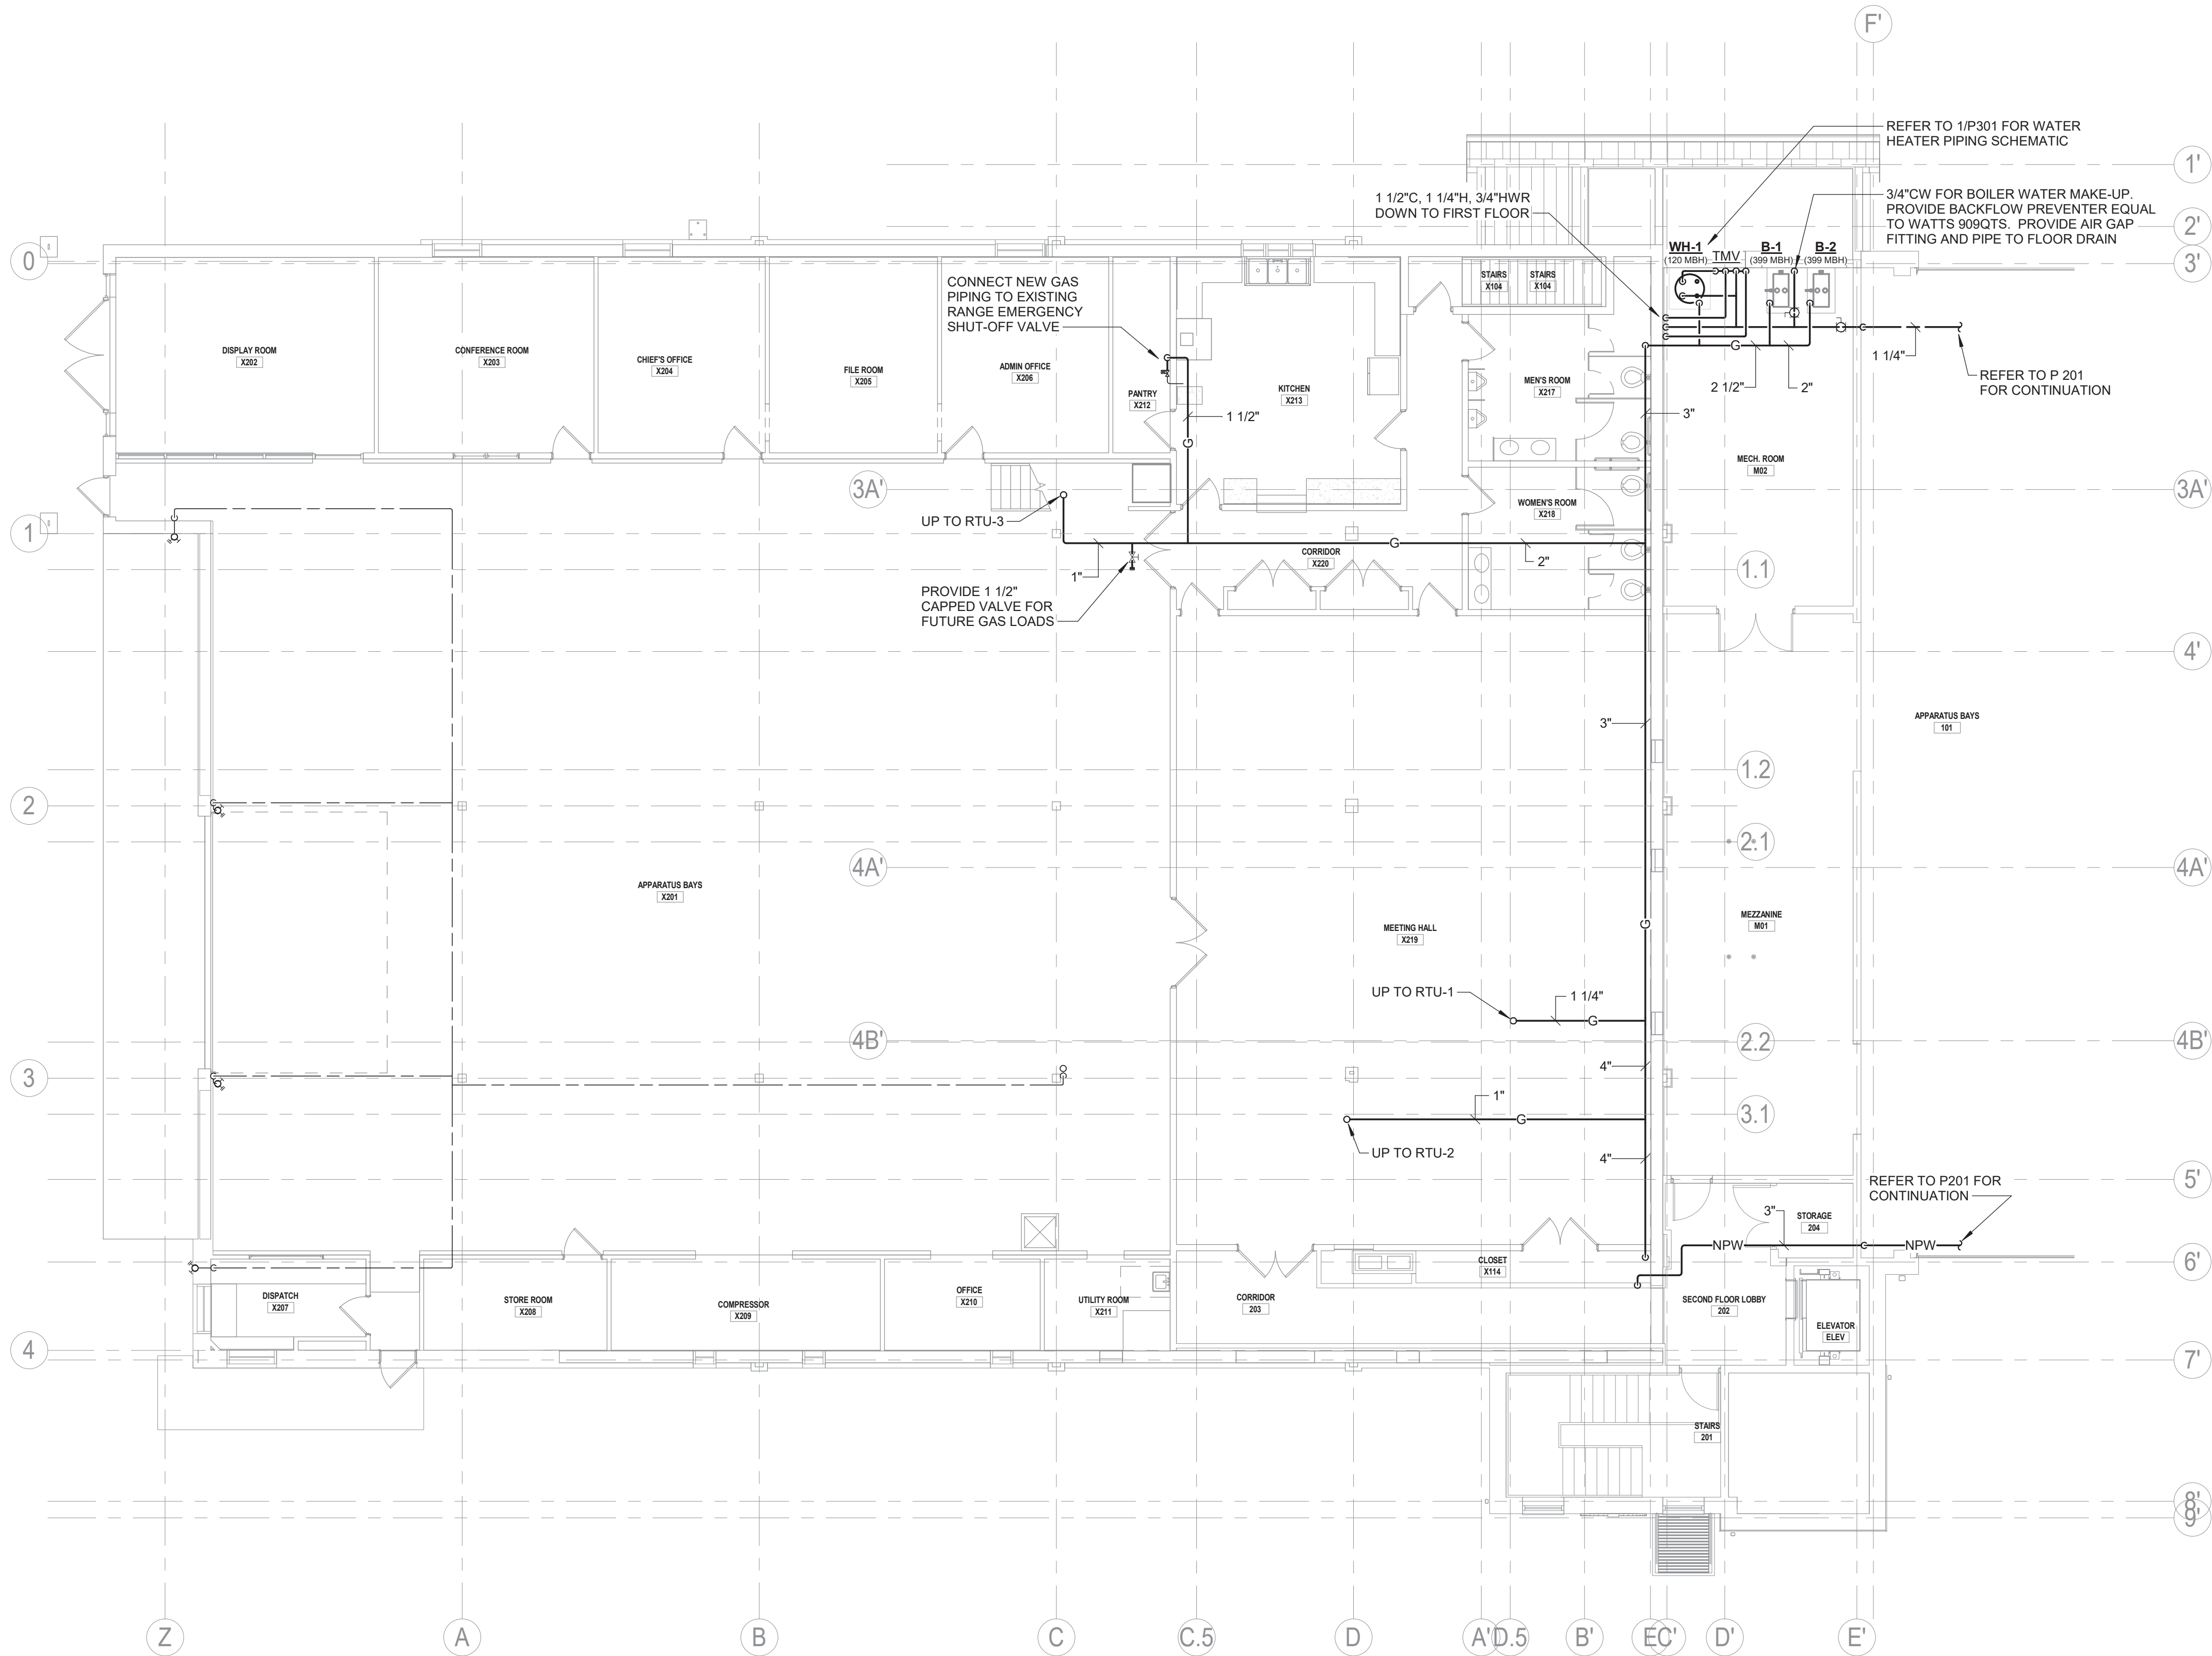 F'
REFER TO 1/P301 FOR WATER
HEATER PIPING SCHEMATIC
1'
1 1/2"C, 1 1/4"H, 3/4"HWR
DOWN TO FIRST FLOOR
3/4"CW FOR BOILER WATER MAKE-UP.
PROVIDE BACKFLOW PREVENTER EQUAL
TO WATTS 909QTS. PROVIDE AIR GAP
FITTING AND PIPE TO FLOOR DRAIN
2'
WH-1
(120 MBH)
TMV
B-1
(399 MBH)
B-2
(399 MBH)
0
3'
CONNECT NEW GAS
PIPING TO EXISTING
RANGE EMERGENCY
SHUT-OFF VALVE
STAIRS
X104
STAIRS
X104
DISPLAY ROOM
X202
CONFERENCE ROOM
X203
CHIEF'S OFFICE
X204
FILE ROOM
X205
ADMIN OFFICE
X206
PANTRY
X212
KITCHEN
X213
MEN'S ROOM
X217
G
2 1/2"
2"
1 1/4"
REFER TO P 201
FOR CONTINUATION
1 1/2"
G
3"
MECH. ROOM
M02
3A'
3A'
WOMEN'S ROOM
X218
UP TO RTU-3
1
G
CORRIDOR
X220
2"
1"
1.1
PROVIDE 1 1/2"
CAPPED VALVE FOR
FUTURE GAS LOADS
4'
3"
APPARATUS BAYS
101
1.2
2
2.1
4A'
4A'
APPARATUS BAYS
X201
MEETING HALL
X219
G
MEZZANINE
M01
UP TO RTU-1
1 1/4"
G
4B'
2.2
4B'
3
4"
1"
G
3.1
UP TO RTU-2
4"
5'
REFER TO P201 FOR
CONTINUATION
3"
STORAGE
204
NPW
NPW
6'
CLOSET
X114
DISPATCH
X207
STORE ROOM
X208
COMPRESSOR
X209
OFFICE
X210
UTILITY ROOM
X211
CORRIDOR
203
SECOND FLOOR LOBBY
202
ELEVATOR
ELEV
4
7'
STAIRS
201
8'
9'
Z
A
B
C
C.5
D
A'
D.5
B'
E
C'
D'
E'